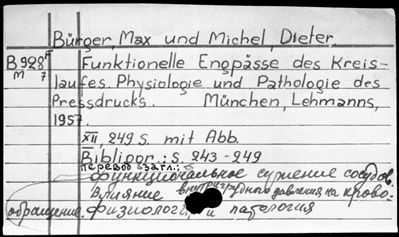 Bürger, Max und Michel, Dieter
B 928 F Funktionelle Engpässe des Kreis-
M 7 laufes. Physiologie und Pathologie des
Pressdrucks. München, Lehmanns,
1957.
XII, 249 S. mit Abb.
Bibliogr.: S. 243-249
перевод загл.:
функциональное сужение сосудов.
Влияние внутригрудного давления на крово-
обращение. Физиология и патология